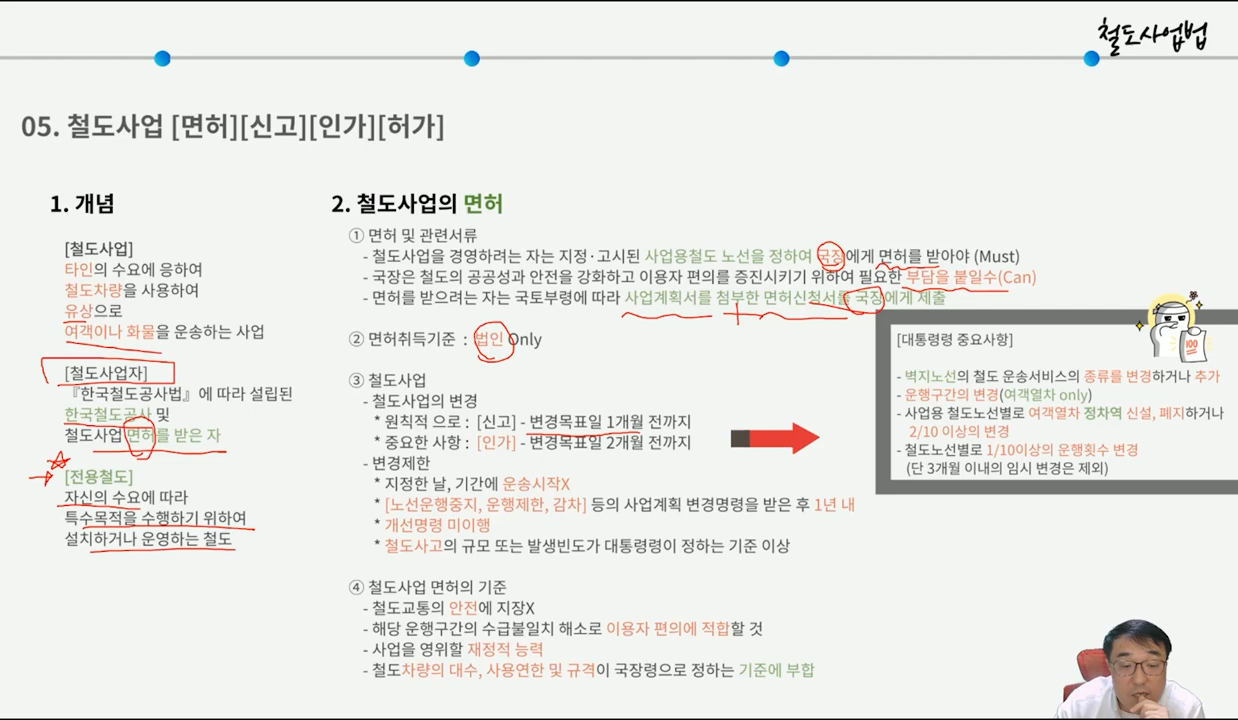 철도사업법
05. 철도사업 [면허][신고][인가][허가]
1. 개념
[철도사업]
타인의 수요에 응하여
철도차량을 사용하여
유상으로
여객이나 화물을 운송하는 사업
[철도사업자]
『한국철도공사법』에 따라 설립된
한국철도공사 및
철도사업 면허를 받은 자
[전용철도]
자신의 수요에 따라
특수목적을 수행하기 위하여
설치하거나 운영하는 철도
2. 철도사업의 면허
① 면허 및 관련서류
- 철도사업을 경영하려는 자는 지정·고시된 사업용철도 노선을 정하여 국장에게 면허를 받아야 (Must)
- 국장은 철도의 공공성과 안전을 강화하고 이용자 편의를 증진시키기 위하여 필요한 부담을 붙일수(Can)
- 면허를 받으려는 자는 국토부령에 따라 사업계획서를 첨부한 면허신청서를 국장에게 제출
② 면허취득기준 : 법인 Only
③ 철도사업
- 철도사업의 변경
* 원칙적 으로 : [신고] - 변경목표일 1개월 전까지
* 중요한 사항 : [인가] - 변경목표일 2개월 전까지
- 변경제한
* 지정한 날, 기간에 운송시작X
* [노선운행중지, 운행제한, 감차] 등의 사업계획 변경명령을 받은 후 1년 내
* 개선명령 미이행
* 철도사고의 규모 또는 발생빈도가 대통령령이 정하는 기준 이상
④ 철도사업 면허의 기준
- 철도교통의 안전에 지장X
- 해당 운행구간의 수급불일치 해소로 이용자 편의에 적합할 것
- 사업을 영위할 재정적 능력
- 철도차량의 대수, 사용연한 및 규격이 국장령으로 정하는 기준에 부합
[대통령령 중요사항]
- 벽지노선의 철도 운송서비스의 종류를 변경하거나 추가
- 운행구간의 변경(여객열차 only)
- 사업용 철도노선별로 여객열차 정차역 신설, 폐지하거나
2/10 이상의 변경
- 철도노선별로 1/10이상의 운행횟수 변경
(단 3개월 이내의 임시 변경은 제외)
100